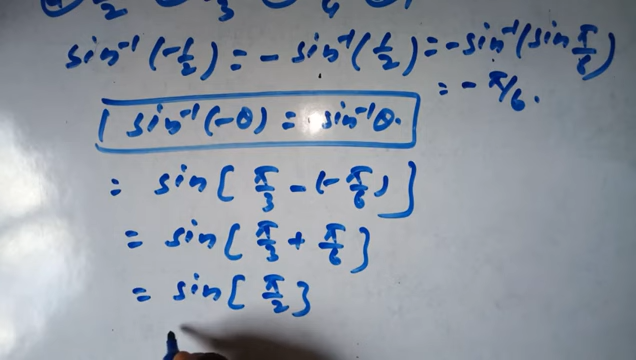 sin⁻¹(-1/2) = - sin⁻¹(1/2) = -sin⁻¹(sin π/6)
= - π/6.
sin⁻¹(-θ) = sin⁻¹θ.
= sin[ π/3 - (-π/6) ]
= sin[ π/3 + π/6 ]
= sin[ π/2 ]